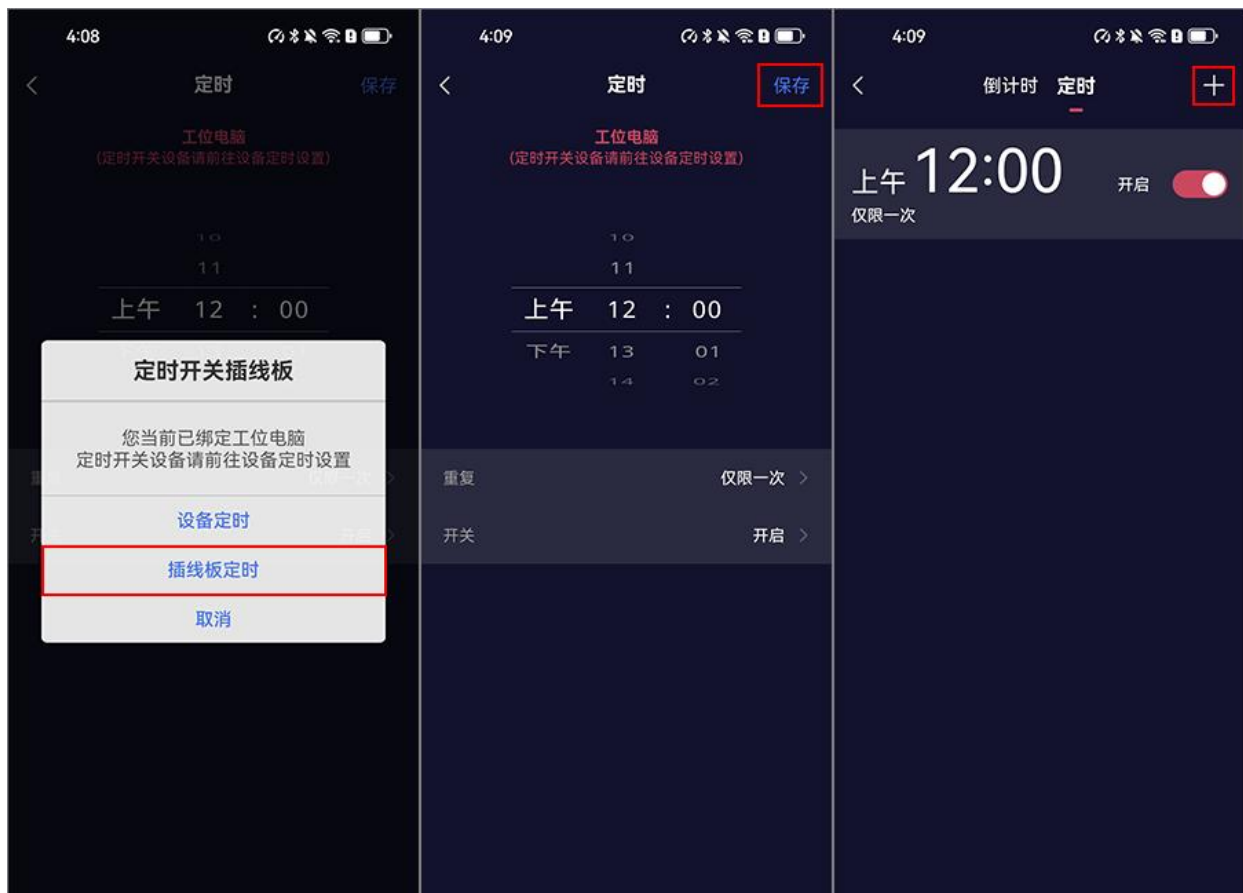 4:08
定时
保存
工位电脑
(定时开关设备请前往设备定时设置)
10
11
上午 12 : 00
定时开关插线板
您当前已绑定工位电脑
定时开关设备请前往设备定时设置
设备定时
插线板定时
取消
4:09
定时
保存
工位电脑
(定时开关设备请前往设备定时设置)
10
11
上午 12 : 00
下午 13 01
14 02
重复 仅限一次
开关 开启
4:09
倒计时 定时
上午 12:00 开启
仅限一次